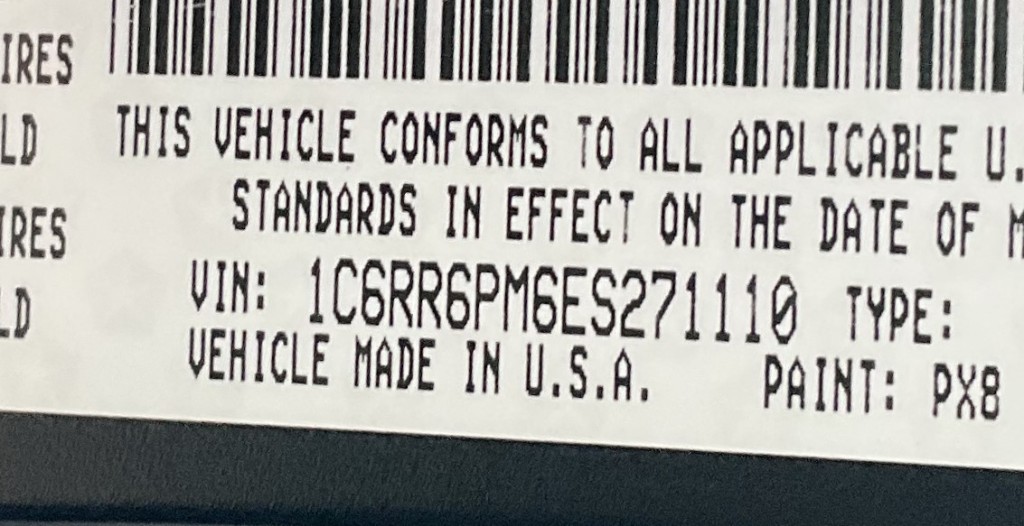 IRES
LD
THIS VEHICLE CONFORMS TO ALL APPLICABLE U.
STANDARDS IN EFFECT ON THE DATE OF M
IRES
VIN: 1C6RR6PM6ES271110 TYPE:
LD
VEHICLE MADE IN U.S.A. PAINT: PX8